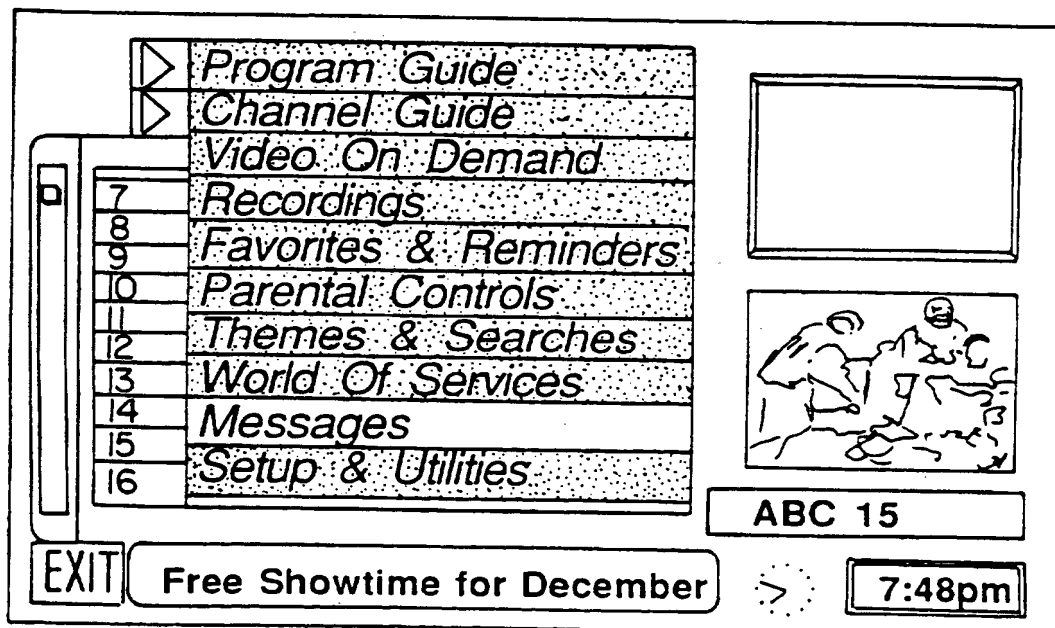 Program Guide
Channel Guide
Video On Demand
7 Recordings
8
9 Favorites & Reminders
10 Parental Controls
11
12 Themes & Searches
13 World Of Services
14 Messages
15
16 Setup & Utilities
ABC 15
EXIT Free Showtime for December 7:48pm